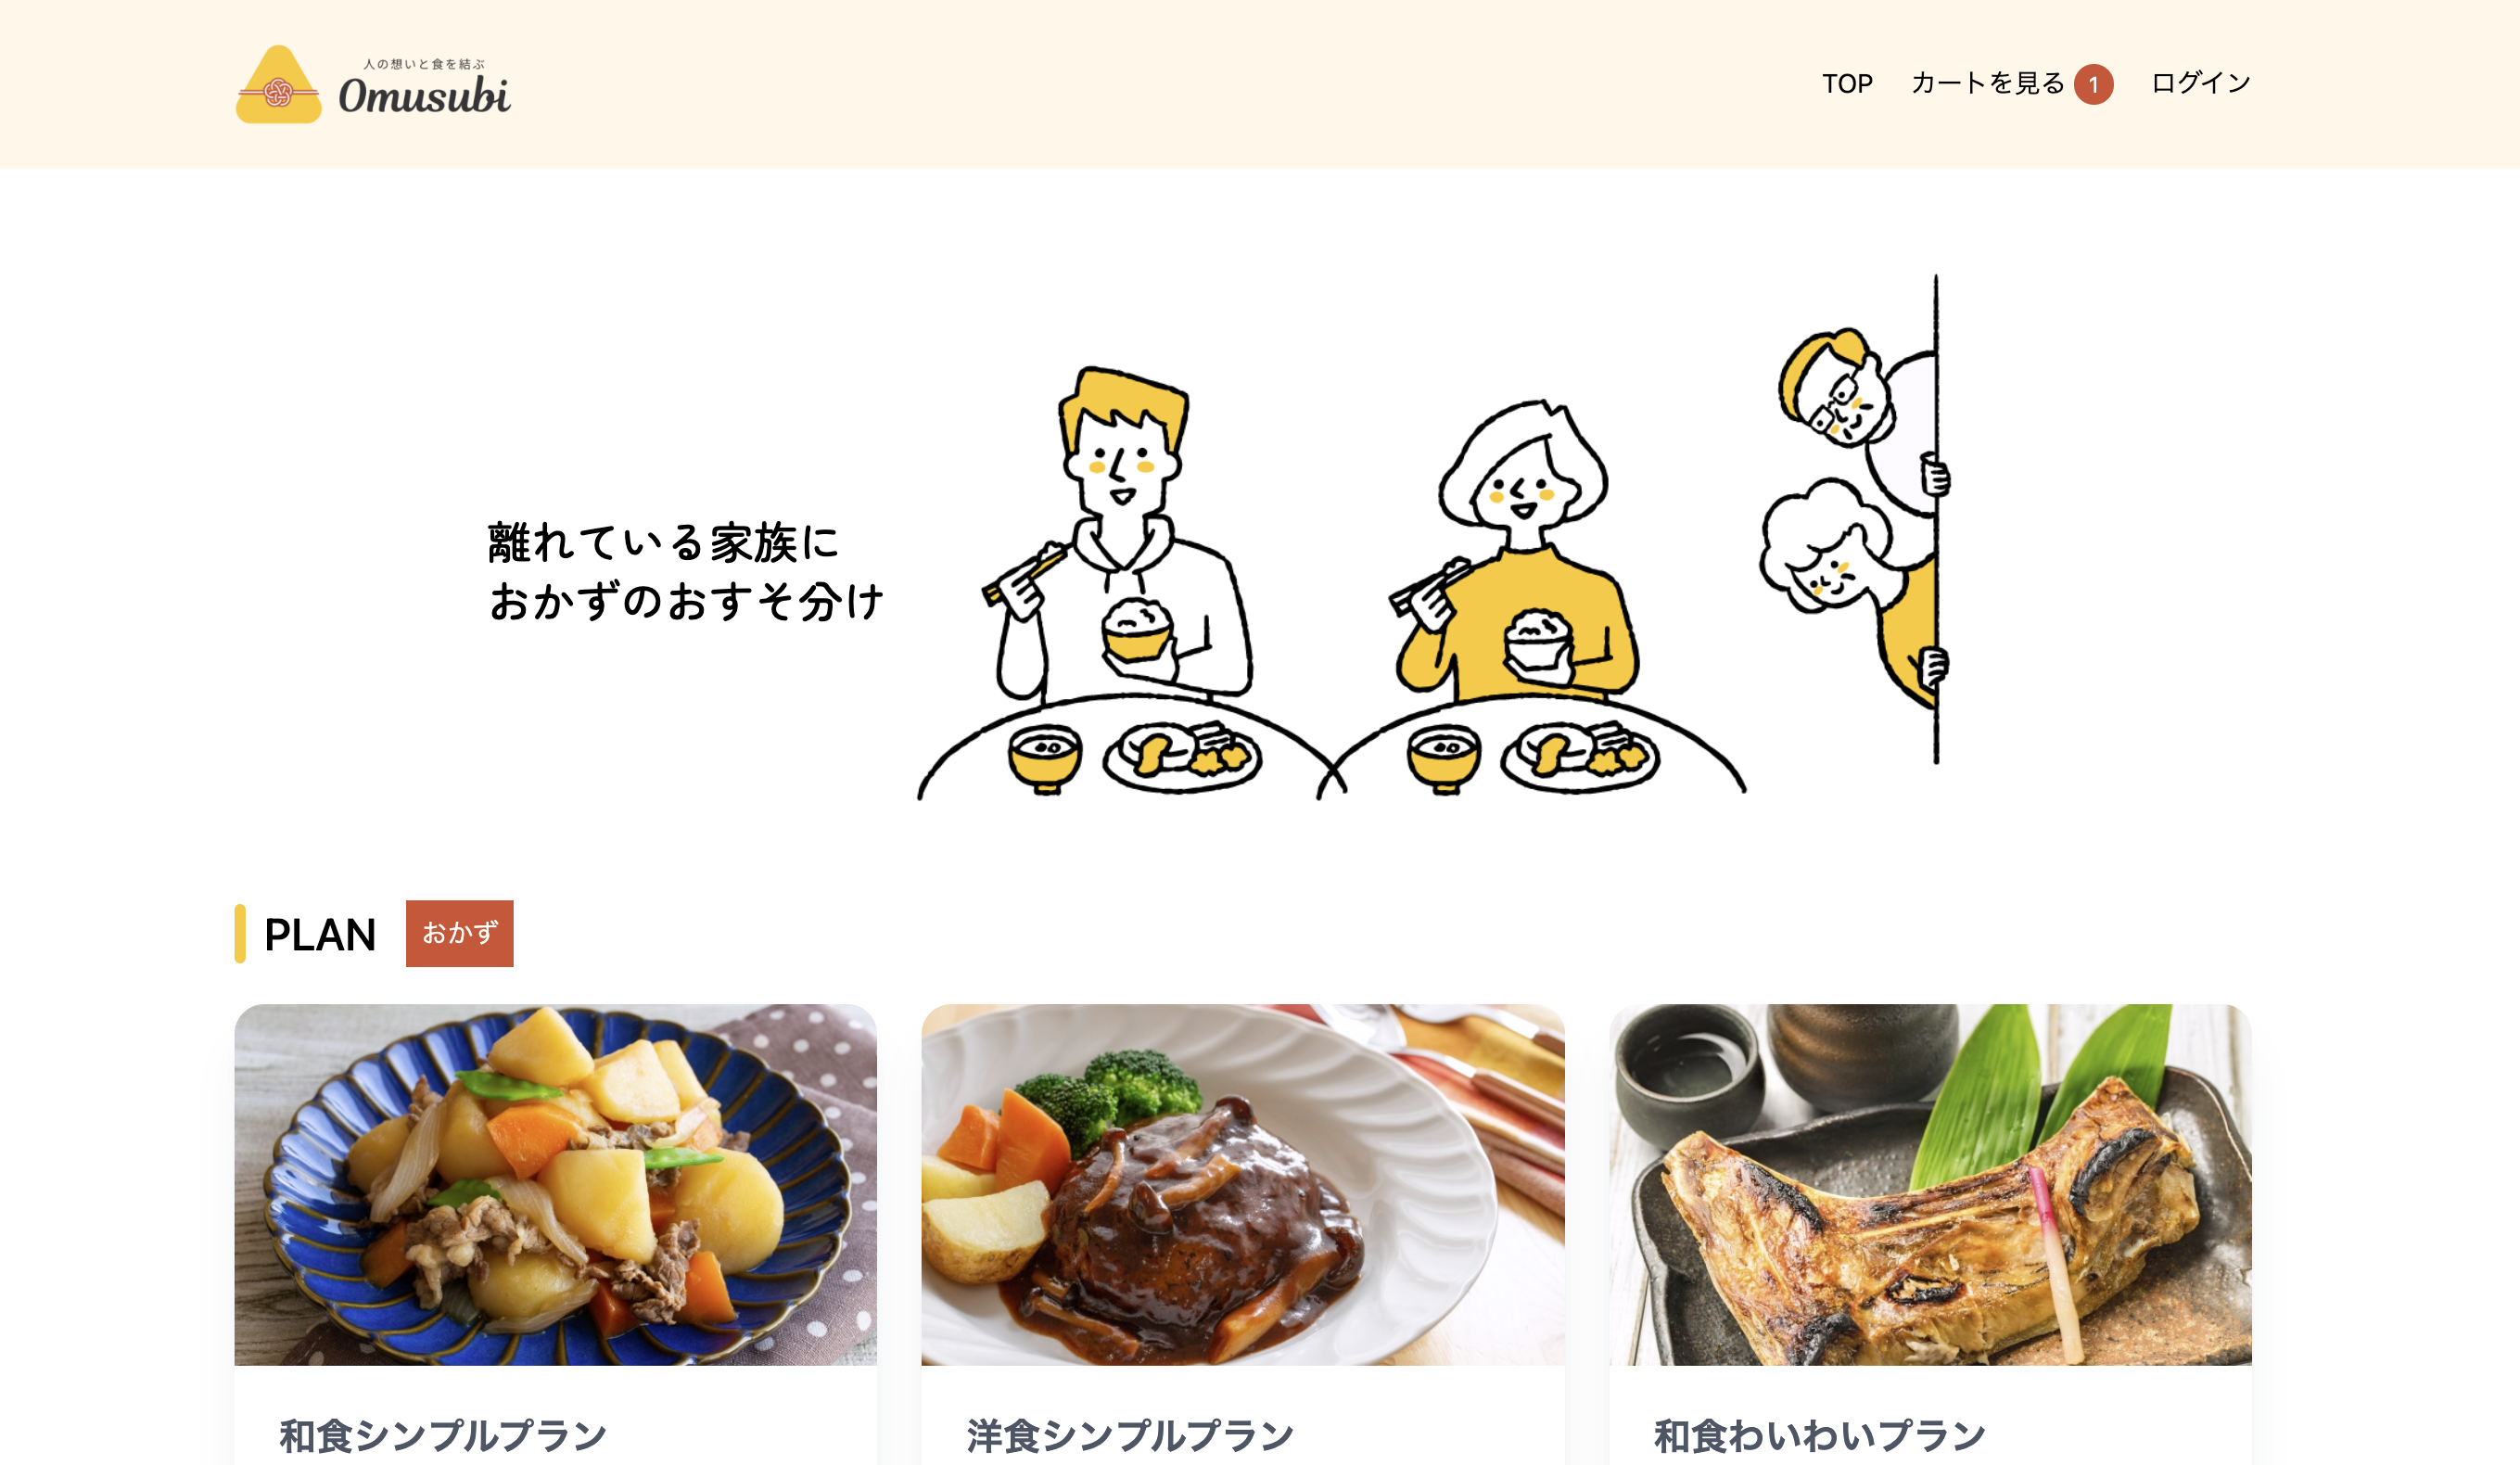 人の想いと食を結ぶ
Omusubi
TOP カートを見る 1 ログイン
離れている家族に
おかずのおすそ分け
PLAN おかず
和食シンプルプラン
洋食シンプルプラン
和食わいわいプラン